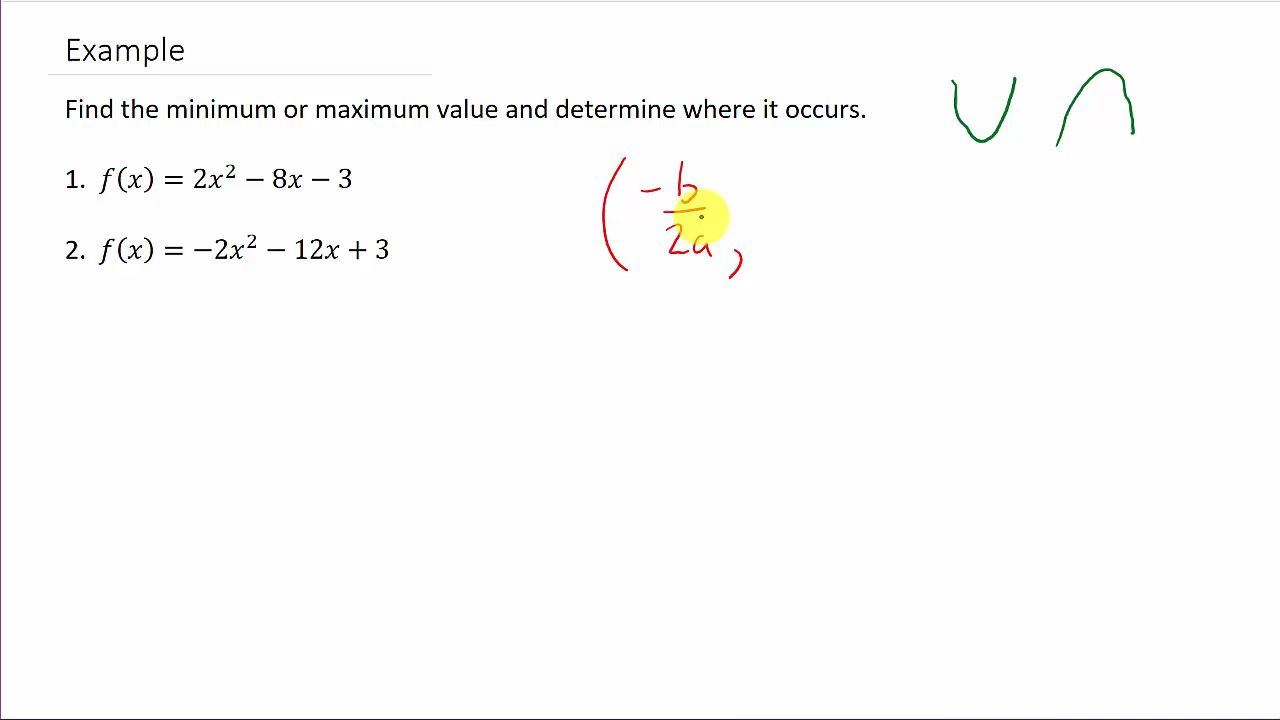 Example
Find the minimum or maximum value and determine where it occurs.
1. f(x) = 2x² − 8x − 3
2. f(x) = −2x² − 12x + 3
( -b
2a ,